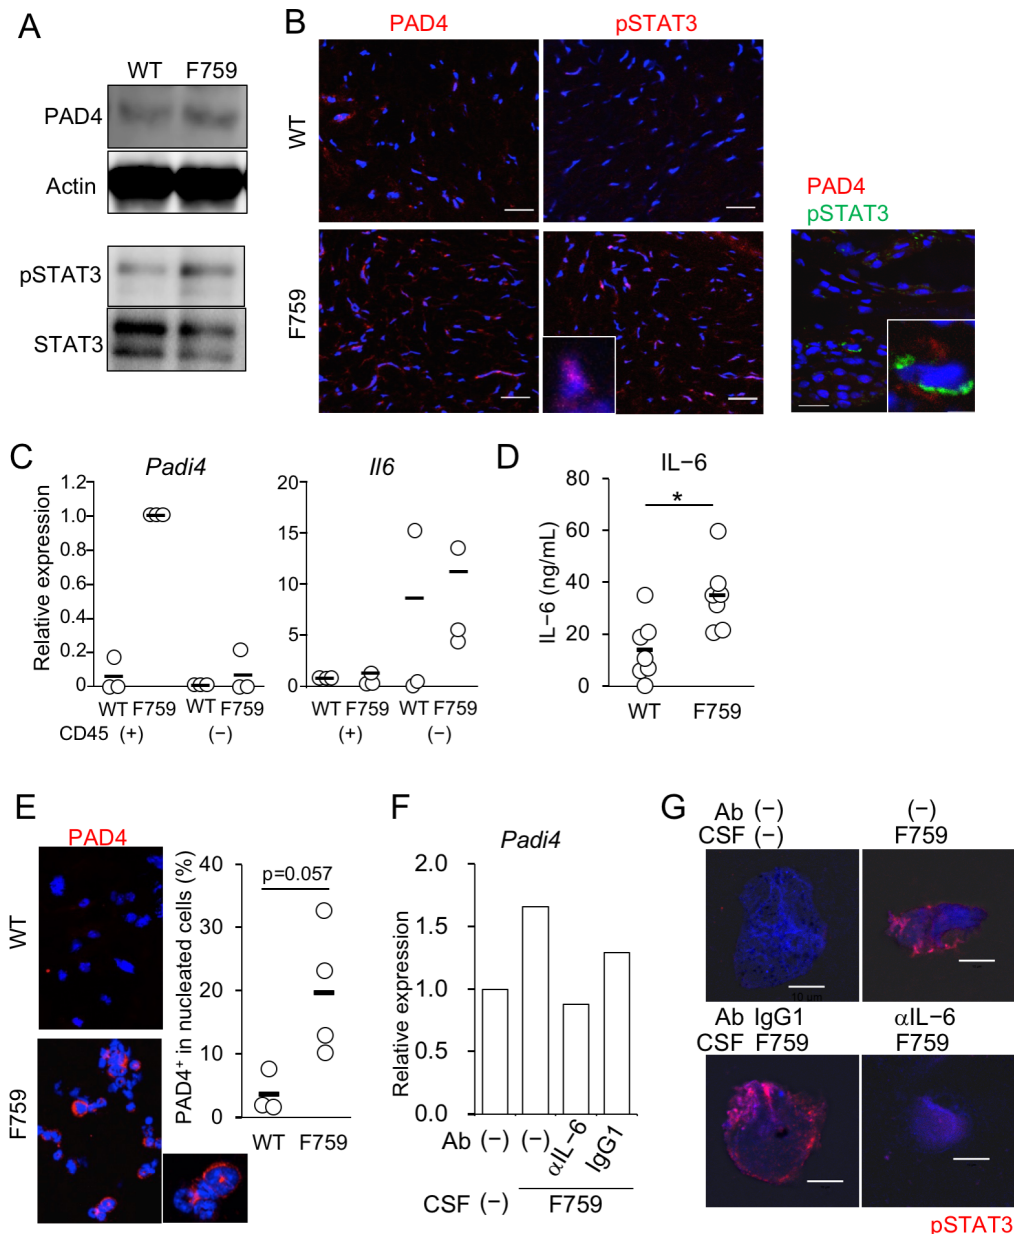 A
WT F759
PAD4
Actin
pSTAT3
STAT3
B
PAD4 pSTAT3
WT
F759
PAD4
pSTAT3
C
Padi4
Relative expression
1.2
1.0
0.8
0.6
0.4
0.2
0
WT F759 WT F759
CD45 (+) (−)
Il6
20
15
10
5
0
WT F759 WT F759
(+) (−)
D
IL−6
IL−6 (ng/mL)
80
60
40
20
0
*
WT F759
E
PAD4
WT
F759
PAD4⁺ in nucleated cells (%)
40
30
20
10
0
p=0.057
WT F759
F
Padi4
Relative expression
2.0
1.5
1.0
0.5
0.0
Ab (−) (−) αIL−6 IgG1
CSF (−) F759
G
Ab (−) (−)
CSF (−) F759
10 um
Ab IgG1 αIL−6
CSF F759 F759
pSTAT3